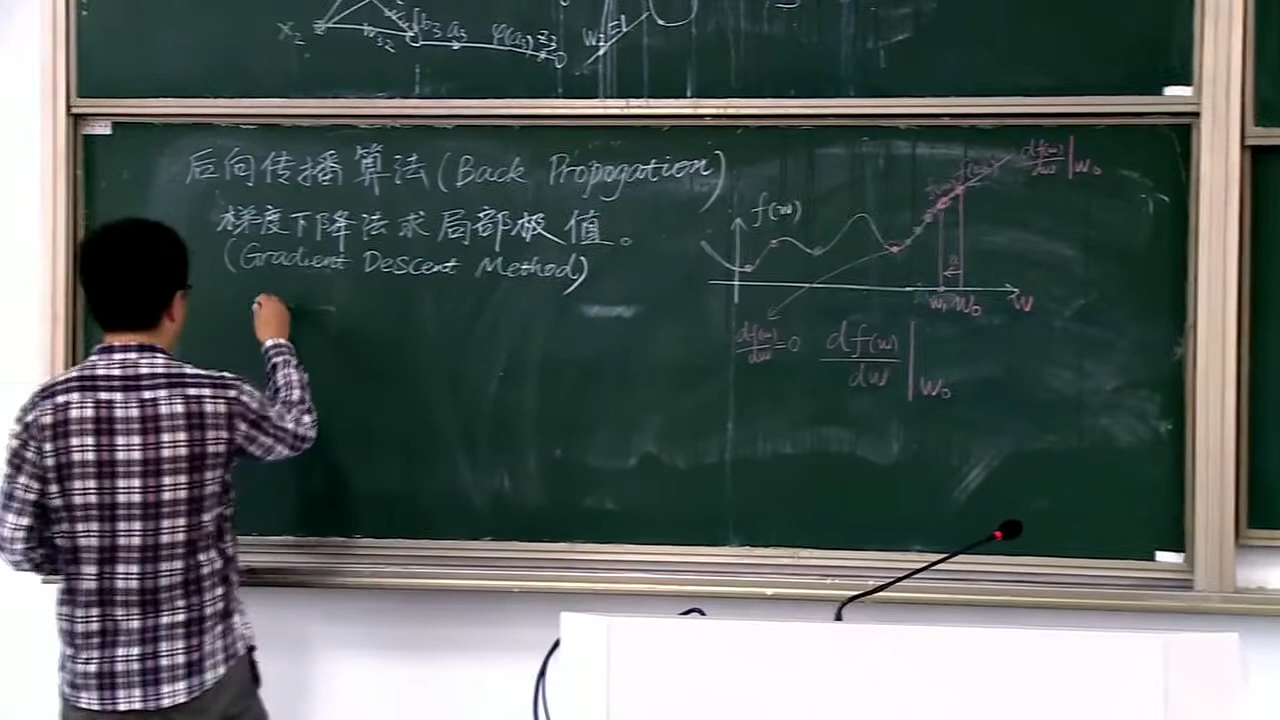 x₂ w₃₂ b₃ a₃ φ(a₃) z₃
后向传播算法(Back Propogation)
梯度下降法求局部极值。
(Gradient Descent Method)
f(w)
df(w)/dw|w₀
w₁ w₀ w
df(w)/dw=0
df(w)/dw|w₀